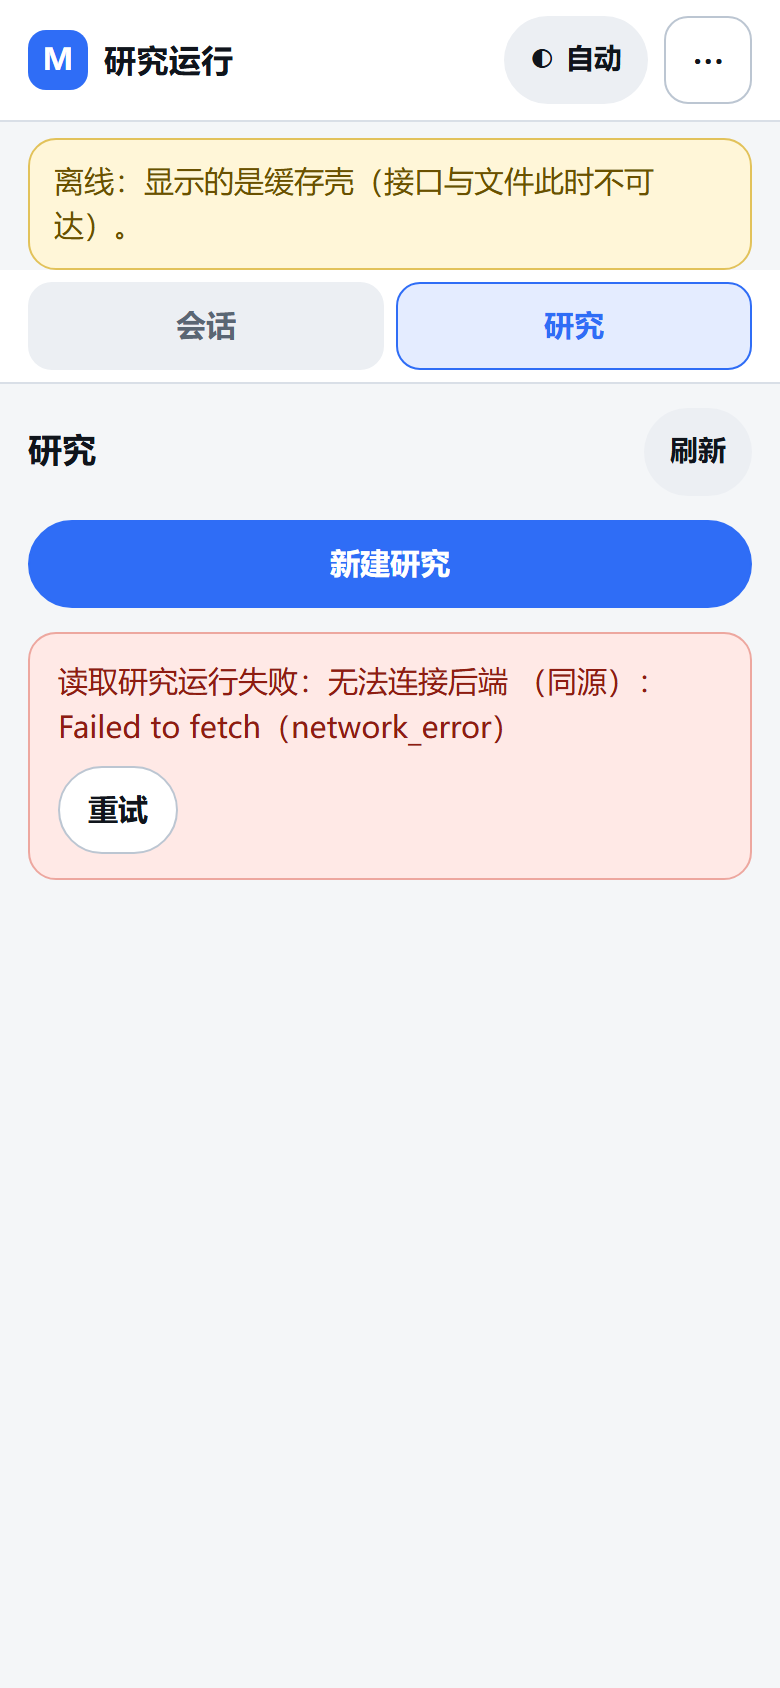 M 研究运行
◐ 自动
···
离线：显示的是缓存壳（接口与文件此时不可
达）。
会话
研究
研究
刷新
新建研究
读取研究运行失败：无法连接后端 （同源）：
Failed to fetch（network_error）
重试